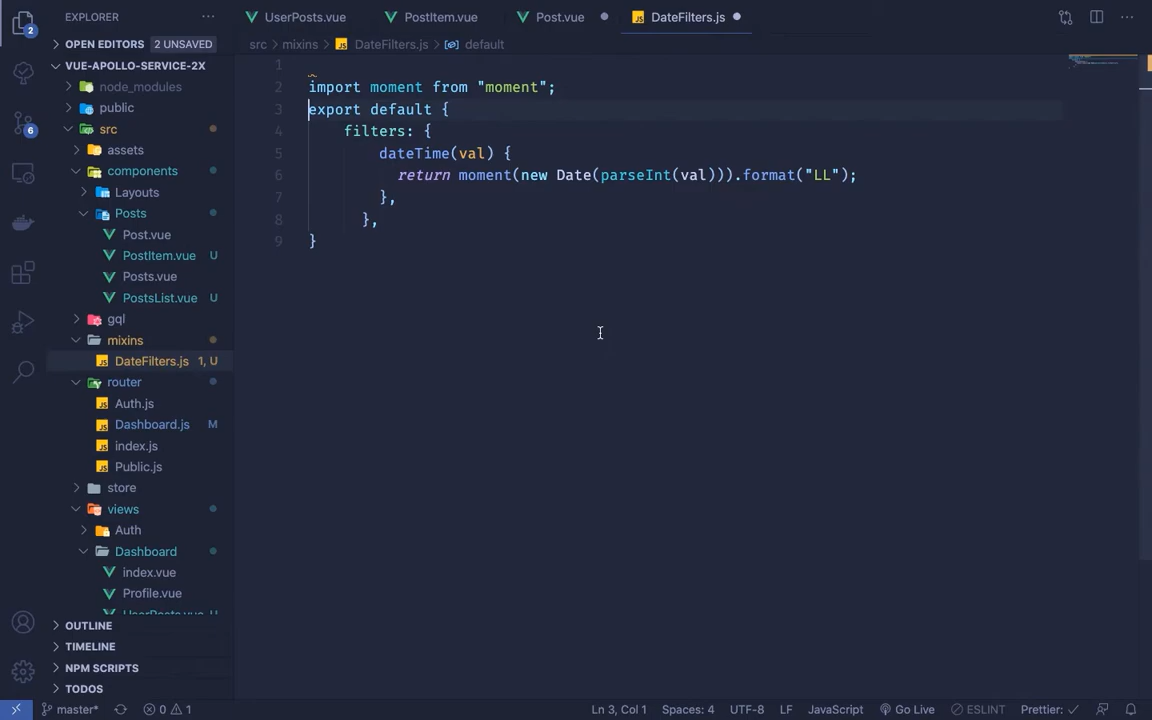 EXPLORER
UserPosts.vue
PostItem.vue
Post.vue
DateFilters.js
OPEN EDITORS 2 UNSAVED
src > mixins > DateFilters.js > default
VUE-APOLLO-SERVICE-2X
node_modules
public
src
assets
components
Layouts
Posts
Post.vue
PostItem.vue U
Posts.vue
PostsList.vue U
gql
mixins
DateFilters.js 1, U
router
Auth.js
Dashboard.js M
index.js
Public.js
store
views
Auth
Dashboard
index.vue
Profile.vue
UserPosts.vue U
OUTLINE
TIMELINE
NPM SCRIPTS
TODOS
2
6
1
2 import moment from "moment";
3 export default {
4 filters: {
5 dateTime(val) {
6 return moment(new Date(parseInt(val))).format("LL");
7 },
8 },
9 }
master* 0 1 Ln 3, Col 1 Spaces: 4 UTF-8 LF JavaScript Go Live ESLINT Prettier: ✓